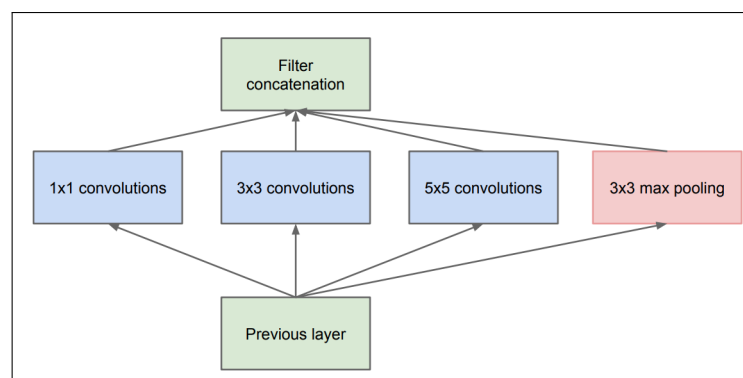 Filter
concatenation
1x1 convolutions
3x3 convolutions
5x5 convolutions
3x3 max pooling
Previous layer